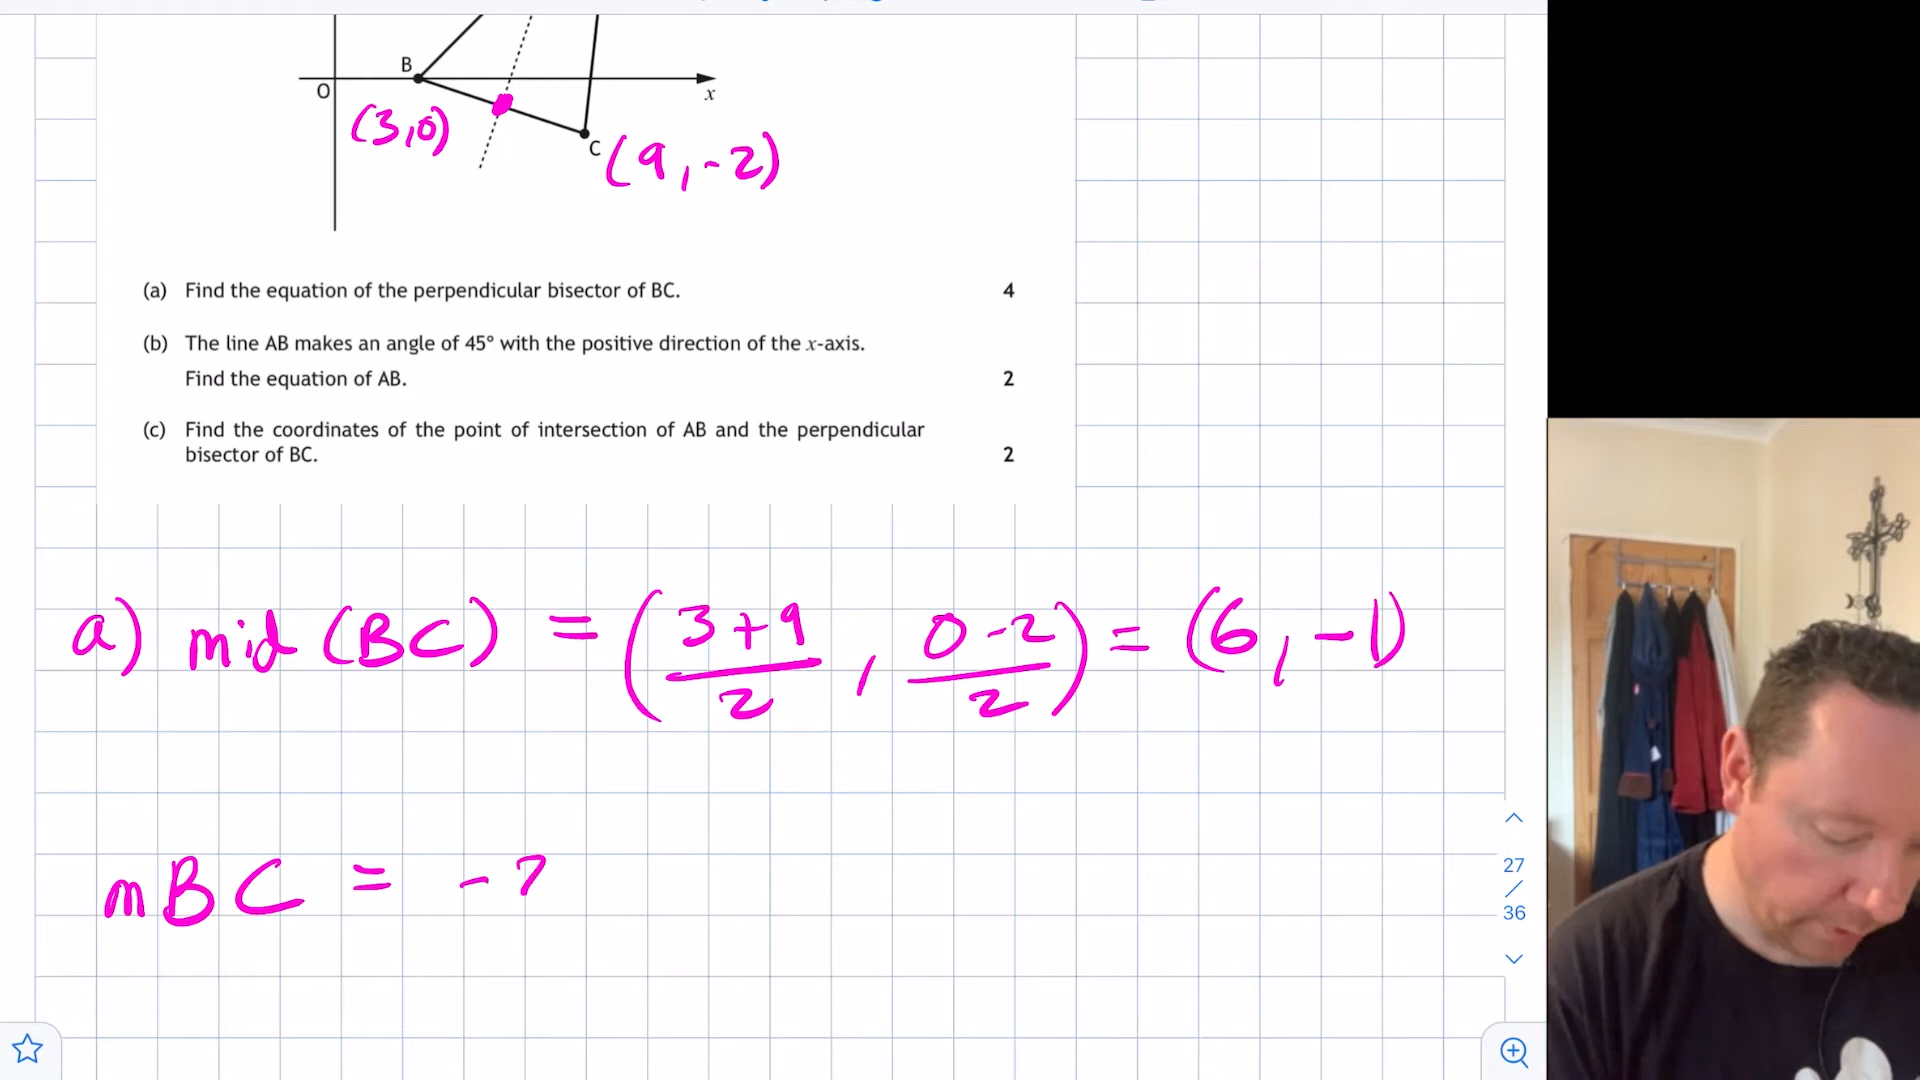 B
O
x
(3,0)
C (9,-2)
(a) Find the equation of the perpendicular bisector of BC. 4
(b) The line AB makes an angle of 45° with the positive direction of the x-axis.
Find the equation of AB. 2
(c) Find the coordinates of the point of intersection of AB and the perpendicular
bisector of BC. 2
a) mid (BC) = (3+9/2, 0-2/2) = (6,-1)
mBC = -2
27
/
36